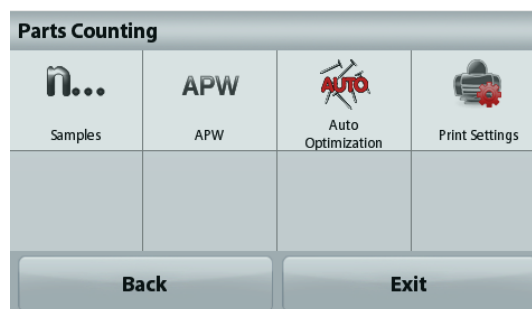 Parts Counting
n...
APW
AUTO
Samples
APW
Auto
Optimization
Print Settings
Back
Exit